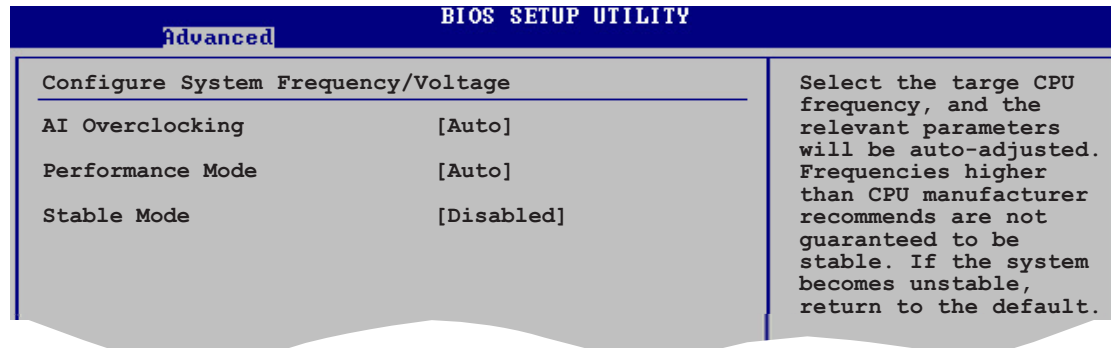 BIOS SETUP UTILITY
Advanced
Configure System Frequency/Voltage
AI Overclocking [Auto]
Performance Mode [Auto]
Stable Mode [Disabled]
Select the targe CPU
frequency, and the
relevant parameters
will be auto-adjusted.
Frequencies higher
than CPU manufacturer
recommends are not
guaranteed to be
stable. If the system
becomes unstable,
return to the default.